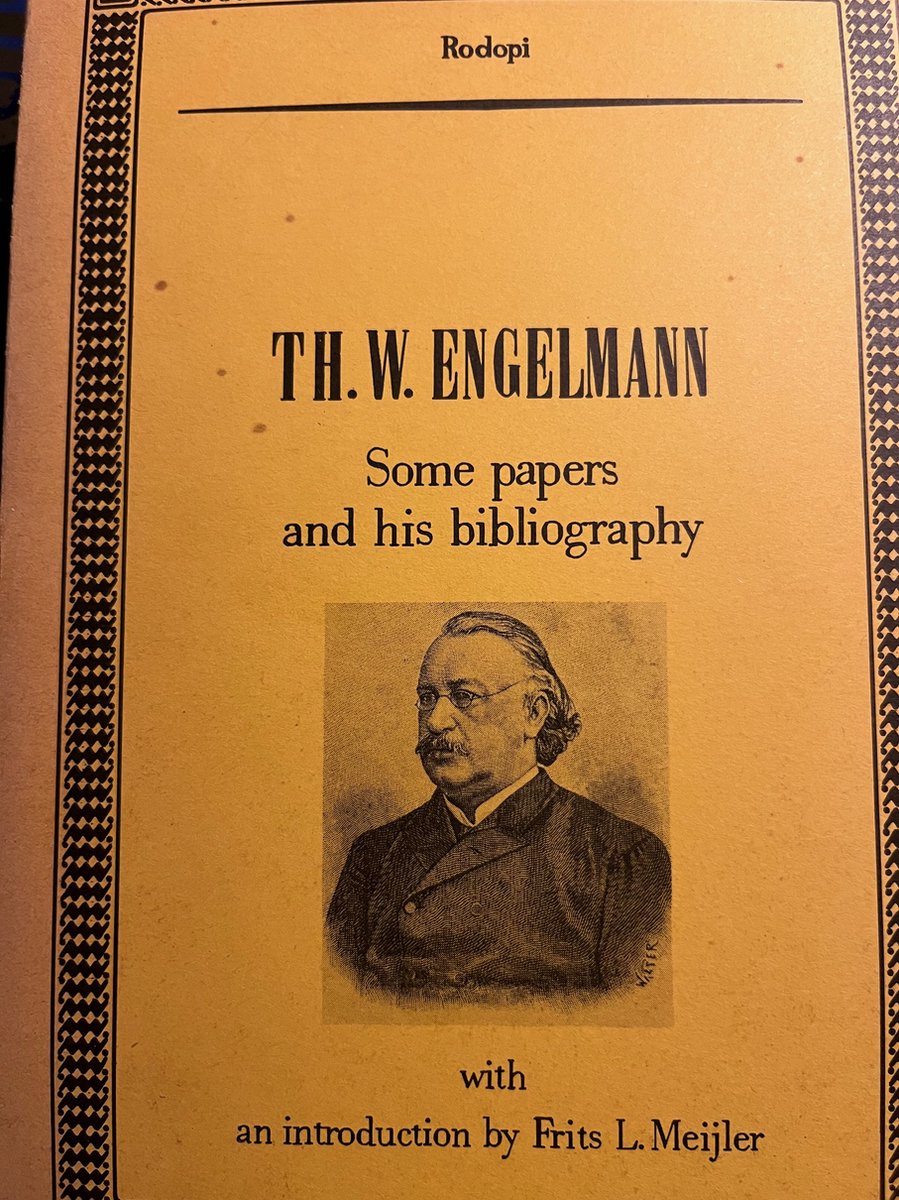 Rodopi
TH. W. ENGELMANN
Some papers
and his bibliography
with
an introduction by Frits L. Meijler